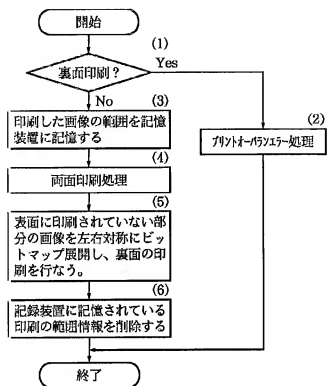 開始
(1)
裏面印刷?
Yes
No
(3)
印刷した画像の範囲を記憶
装置に記憶する
(2)
プリントオーバランエラー処理
(4)
両面印刷処理
(5)
表面に印刷されていない部
分の画像を左右対称にビッ
トマップ展開し、裏面の印
刷を行なう。
(6)
記録装置に記憶されている
印刷の範囲情報を削除する
終了